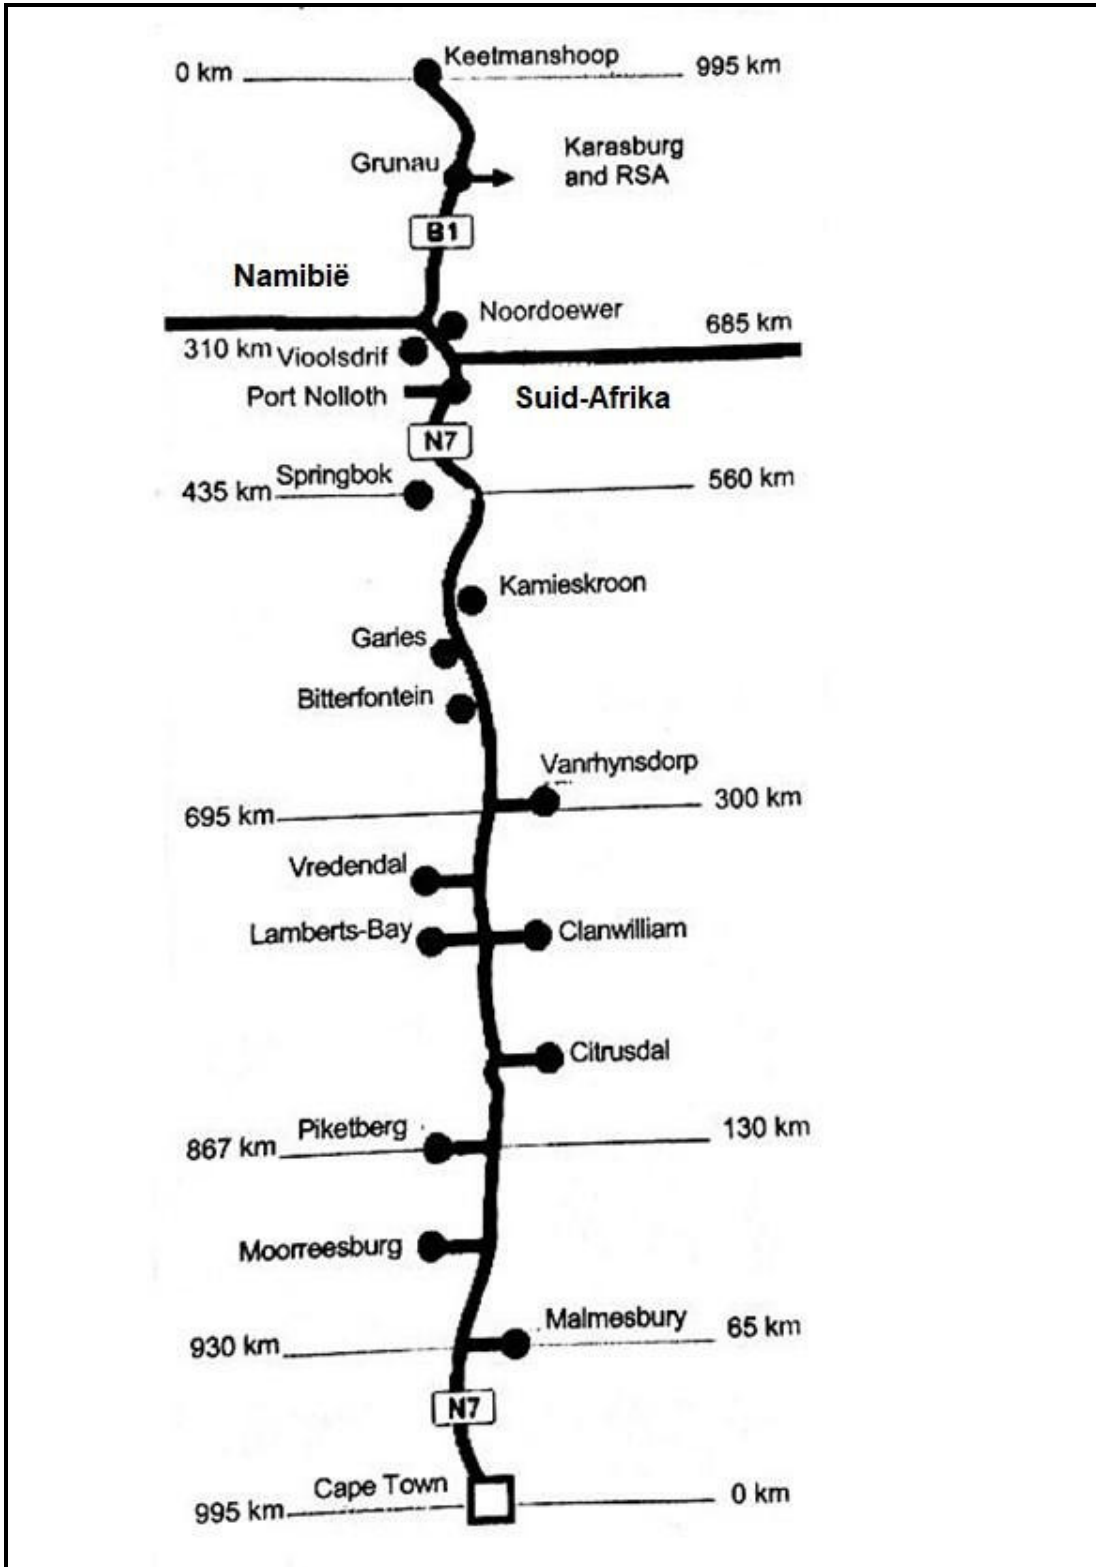 Keetmanshoop
0 km
995 km
Grunau
Karasburg
and RSA
B1
Namibië
Noordoewer
685 km
310 km
Vioolsdrif
Port Nolloth
Suid-Afrika
N7
Springbok
435 km
560 km
Kamieskroon
Garies
Bitterfontein
Vanrhynsdorp
695 km
300 km
Vredendal
Lamberts-Bay
Clanwilliam
Citrusdal
Piketberg
867 km
130 km
Moorreesburg
Malmesbury
930 km
65 km
N7
Cape Town
995 km
0 km